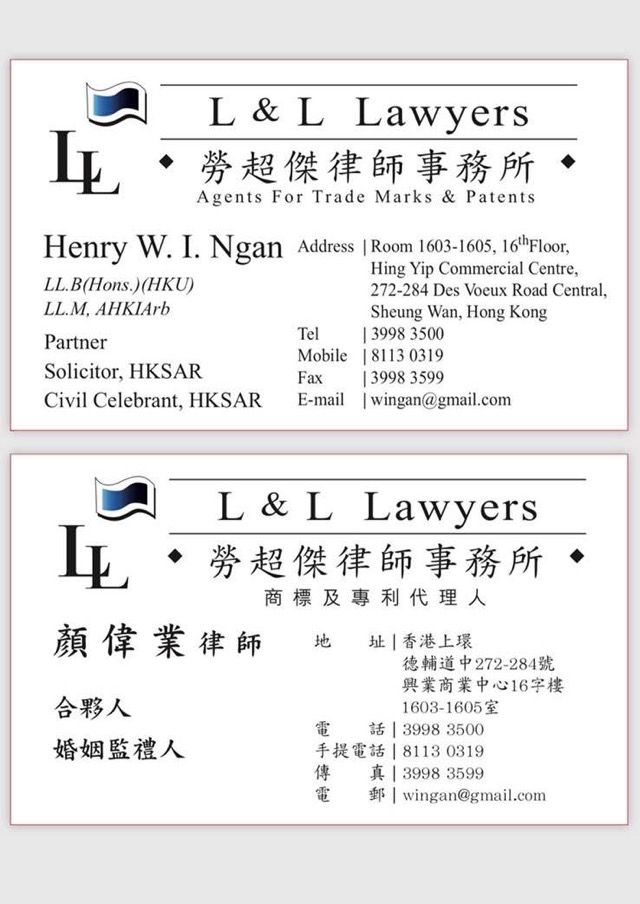 LL
L & L Lawyers
◆ 勞超傑律師事務所 ◆
Agents For Trade Marks & Patents
Henry W. I. Ngan
LL.B(Hons.)(HKU)
LL.M, AHKIArb
Partner
Solicitor, HKSAR
Civil Celebrant, HKSAR
Address | Room 1603-1605, 16thFloor,
Hing Yip Commercial Centre,
272-284 Des Voeux Road Central,
Sheung Wan, Hong Kong
Tel | 3998 3500
Mobile | 8113 0319
Fax | 3998 3599
E-mail | wingan@gmail.com
LL
L & L Lawyers
◆ 勞超傑律師事務所 ◆
商標及專利代理人
顏偉業律師
合夥人
婚姻監禮人
地 址 | 香港上環
德輔道中272-284號
興業商業中心16字樓
1603-1605室
電 話 | 3998 3500
手提電話 | 8113 0319
傳 真 | 3998 3599
電 郵 | wingan@gmail.com